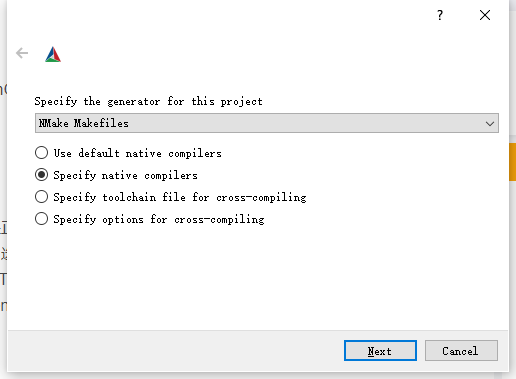 ?
Specify the generator for this project
NMake Makefiles
Use default native compilers
Specify native compilers
Specify toolchain file for cross-compiling
Specify options for cross-compiling
Next
Cancel